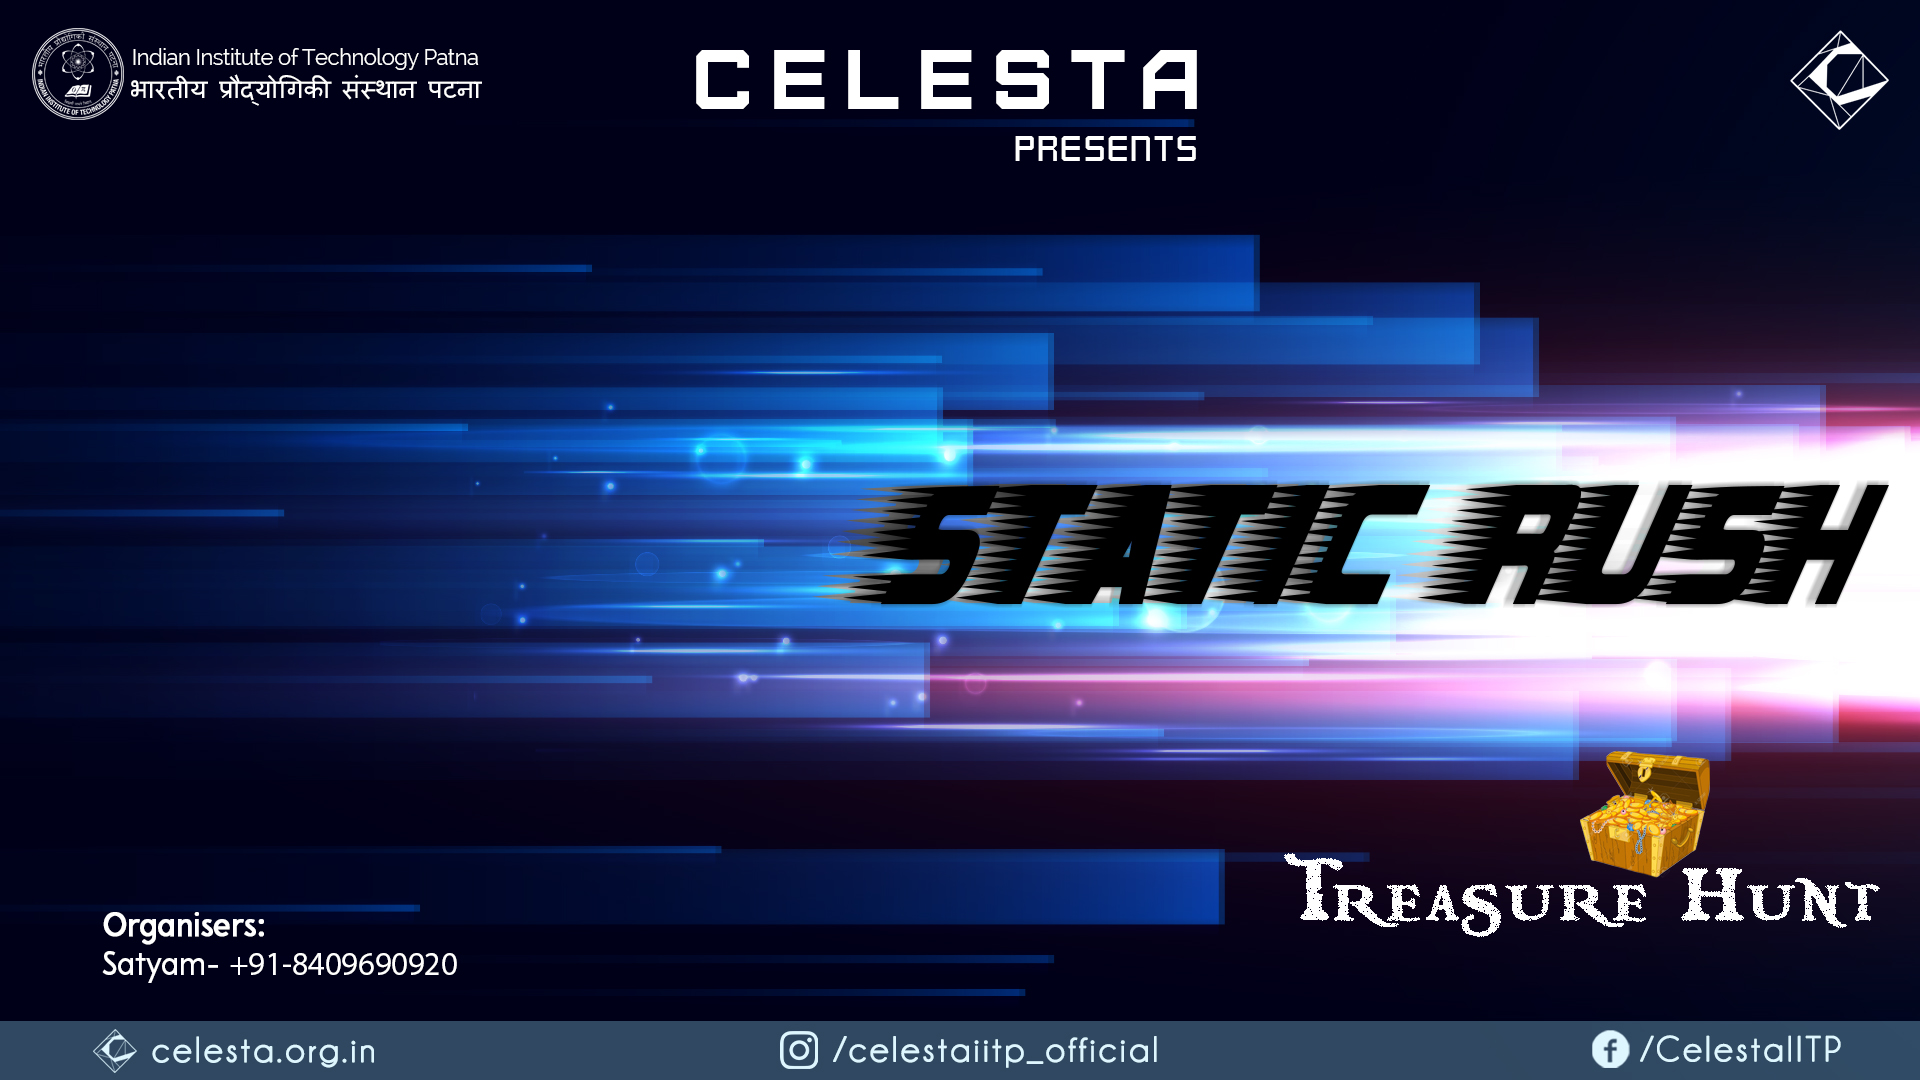 Indian Institute of Technology Patna
भारतीय प्रौद्योगिकी संस्थान पटना
CELESTA
PRESENTS
STATIC RUSH
TREASURE HUNT
Organisers:
Satyam- +91-8409690920
celesta.org.in
/celestaiitp_official
/CelestaIITP